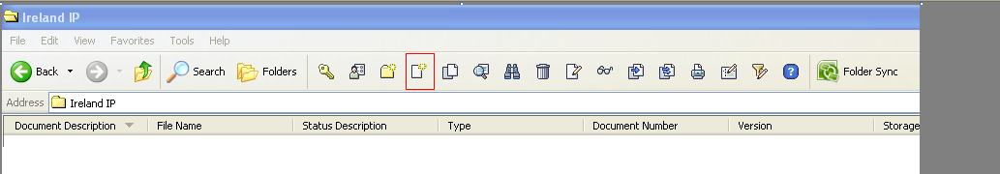 Ireland IP
File Edit View Favorites Tools Help
Back Search Folders ? Folder Sync
Address Ireland IP
Document Description File Name Status Description Type Document Number Version Storage